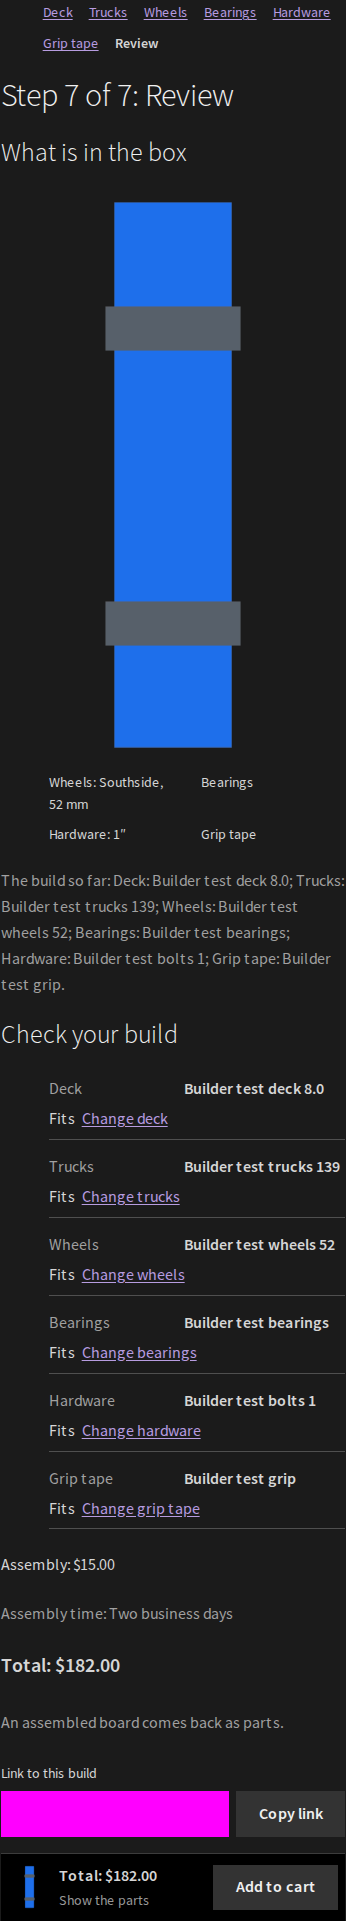 Deck Trucks Wheels Bearings Hardware
Grip tape Review
Step 7 of 7: Review
What is in the box
Wheels: Southside, 52 mm
Bearings
Hardware: 1″
Grip tape
The build so far: Deck: Builder test deck 8.0; Trucks:
Builder test trucks 139; Wheels: Builder test
wheels 52; Bearings: Builder test bearings;
Hardware: Builder test bolts 1; Grip tape: Builder
test grip.
Check your build
Deck Builder test deck 8.0
Fits Change deck
Trucks Builder test trucks 139
Fits Change trucks
Wheels Builder test wheels 52
Fits Change wheels
Bearings Builder test bearings
Fits Change bearings
Hardware Builder test bolts 1
Fits Change hardware
Grip tape Builder test grip
Fits Change grip tape
Assembly: $15.00
Assembly time: Two business days
Total: $182.00
An assembled board comes back as parts.
Link to this build
Copy link
Total: $182.00
Show the parts
Add to cart